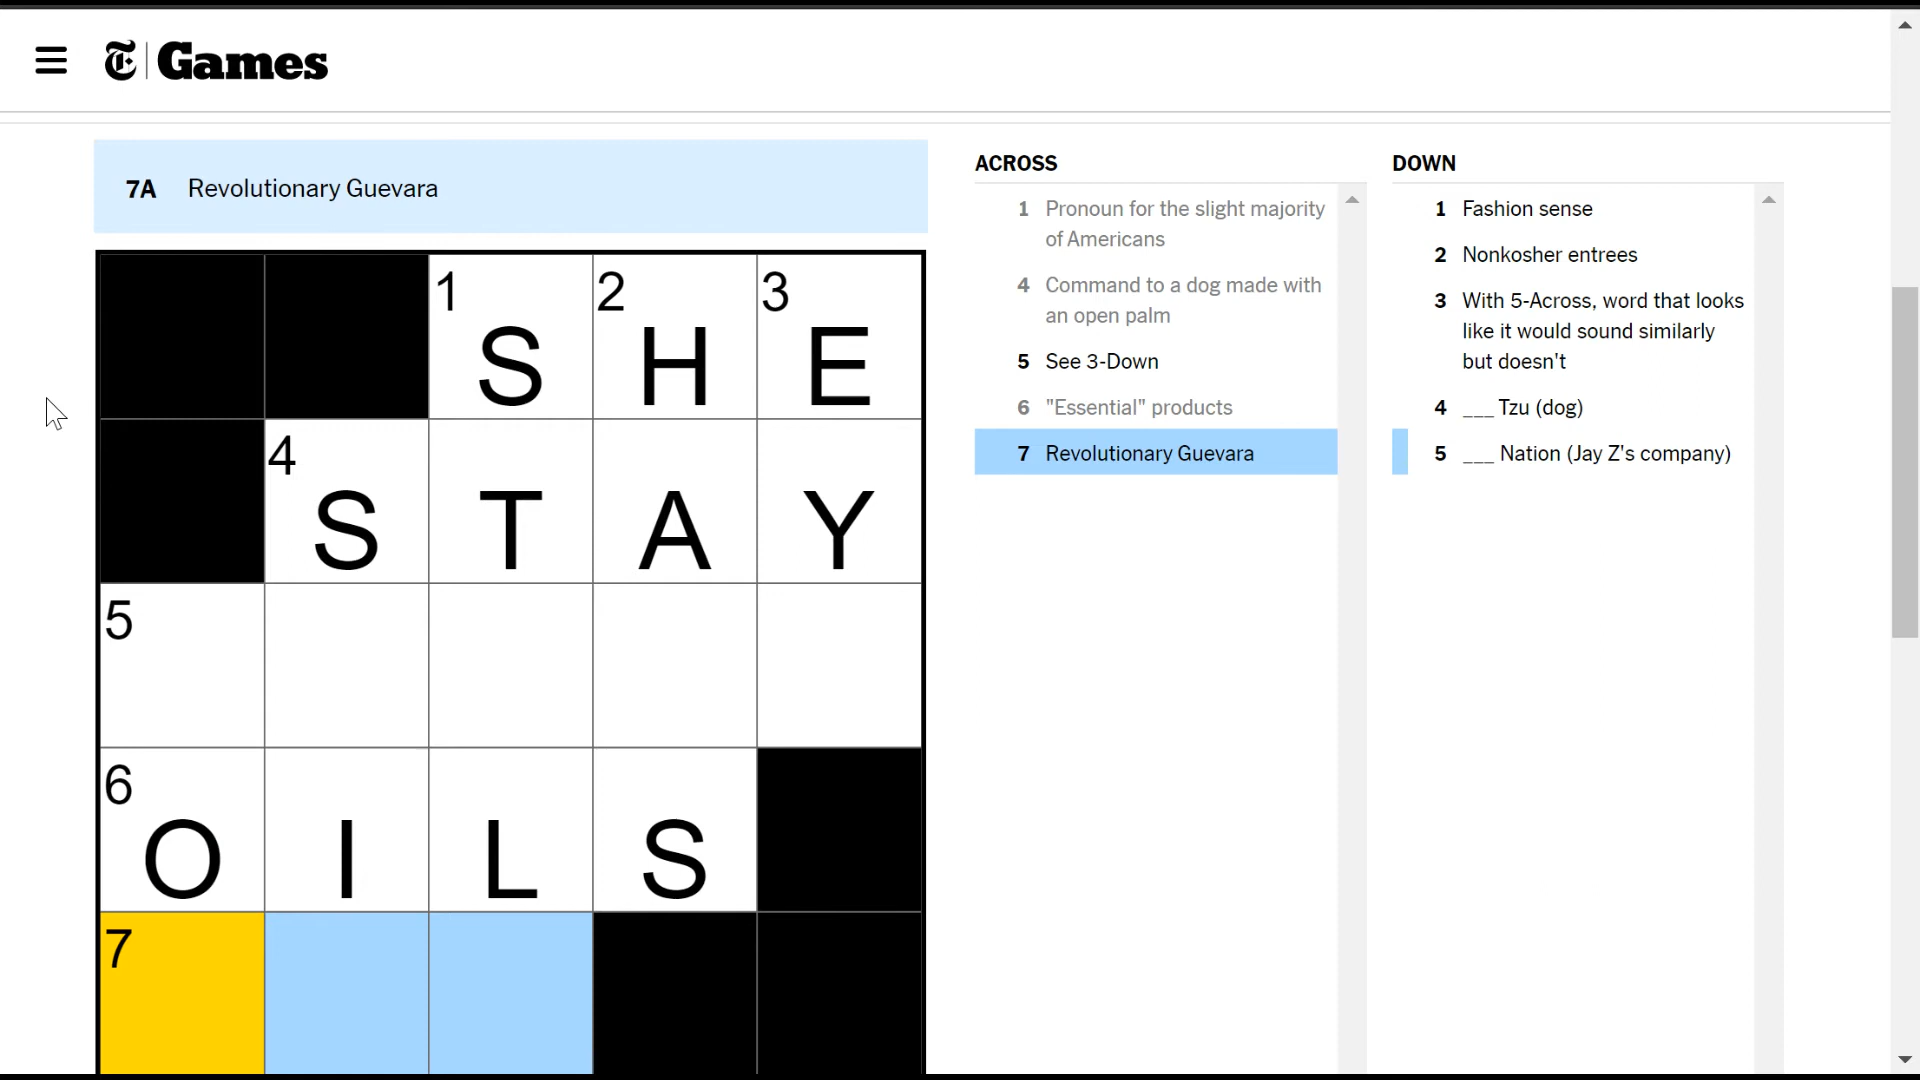 Games
7A Revolutionary Guevara
ACROSS
1 Pronoun for the slight majority
of Americans
4 Command to a dog made with
an open palm
5 See 3-Down
6 "Essential" products
7 Revolutionary Guevara
DOWN
1 Fashion sense
2 Nonkosher entrees
3 With 5-Across, word that looks
like it would sound similarly
but doesn't
4 ___ Tzu (dog)
5 ___ Nation (Jay Z's company)
1 2 3
S H E
4
S T A Y
5
6
O I L S
7